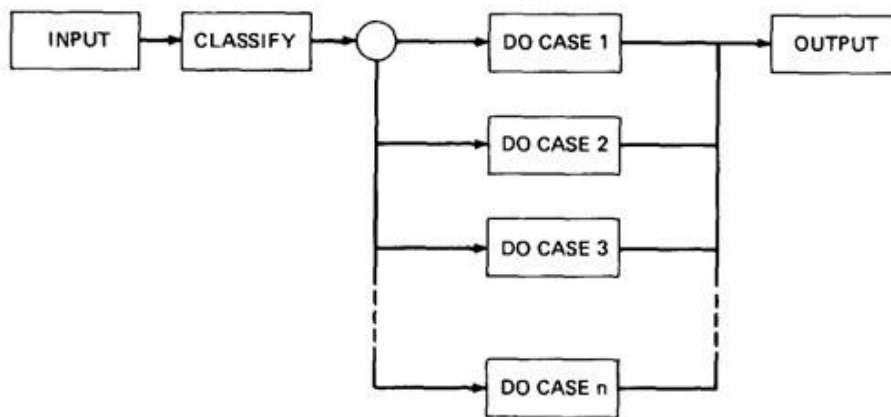 INPUT
CLASSIFY
DO CASE 1
OUTPUT
DO CASE 2
DO CASE 3
DO CASE n